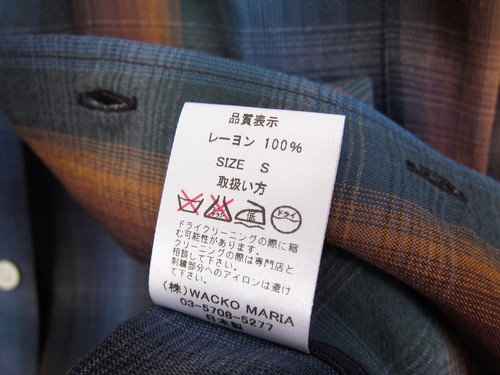 品質表示
レーヨン 100%
SIZE S
取扱い方
低 ドライ
ドライクリーニングの際に縮
む可能性があります。
クリーニングの際は専門店と
相談して下さい。
刺繍部分へのアイロンは避け
て下さい。
(株)WACKO MARIA
03-5708-5277
日本製